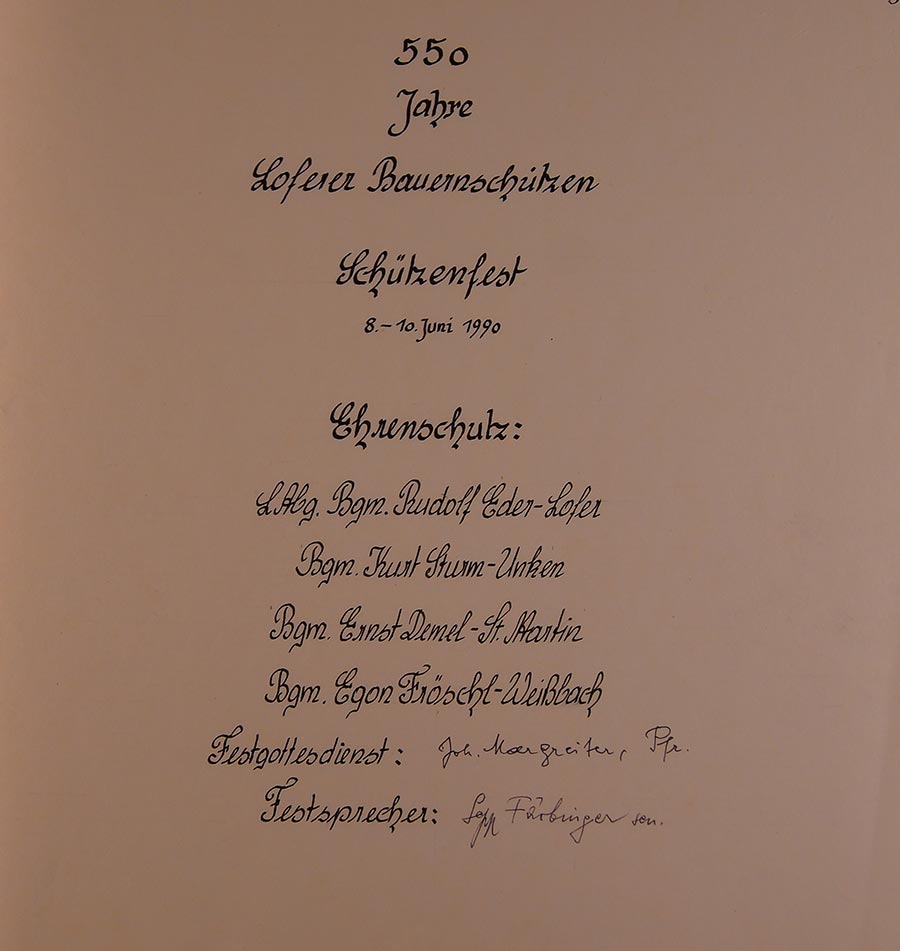 550
Jahre
Loferer Bauernschützen
Schützenfest
8.–10. Juni 1990
Ehrenschutz:
LAbg. Bgm. Rudolf Eder-Lofer
Bgm. Kurt Sturm-Unken
Bgm. Ernst Demel-St. Martin
Bgm. Egon Fröschl-Weißbach
Festgottesdienst: Joh. Margreiter, Pfr.
Festsprecher: Sepp Färbinger sen.